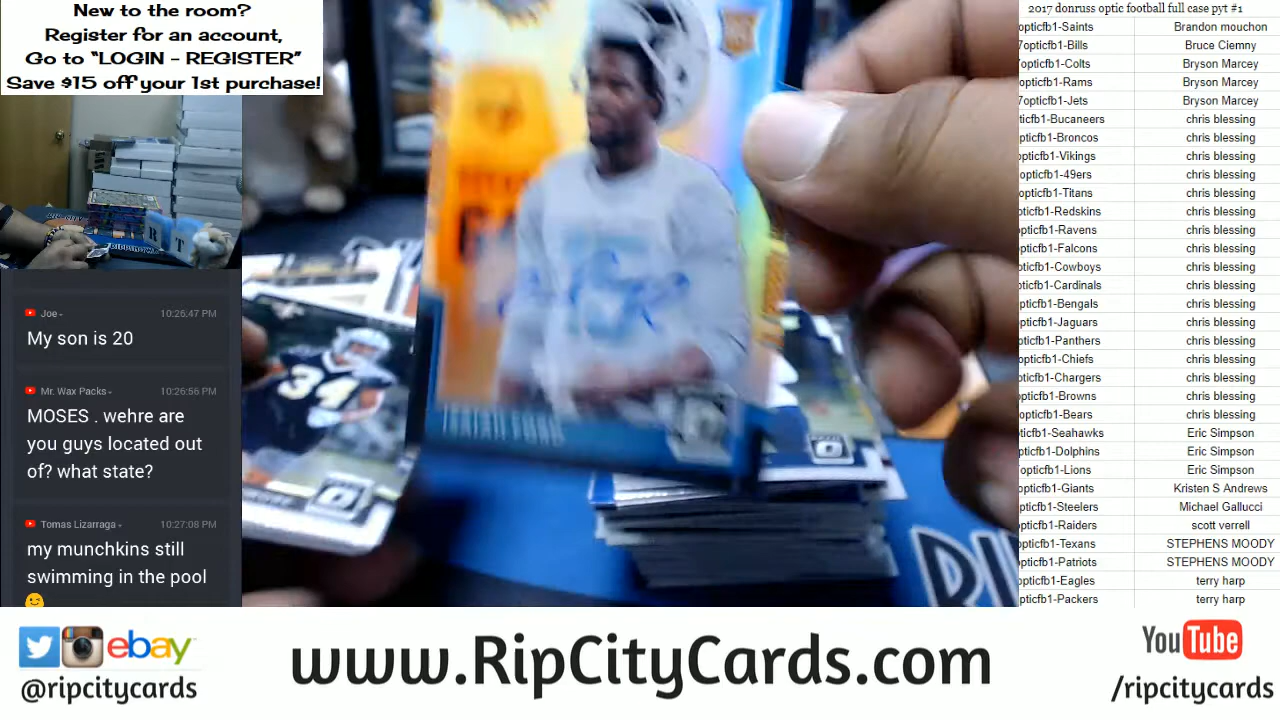 New to the room?
Register for an account,
Go to "LOGIN - REGISTER"
Save $15 off your 1st purchase!
Joe
10:26:47 PM
My son is 20
Mr. Wax Packs
10:26:56 PM
MOSES . wehre are
you guys located out
of? what state?
Tomas Lizarraga
10:27:08 PM
my munchkins still
swimming in the pool
34
ISAIAH FORD
2017 donruss optic football full case pyt #1
opticfb1-Saints Brandon mouchon
7opticfb1-Bills Bruce Ciemny
7opticfb1-Colts Bryson Marcey
7opticfb1-Rams Bryson Marcey
7opticfb1-Jets Bryson Marcey
opticfb1-Bucaneers chris blessing
opticfb1-Broncos chris blessing
opticfb1-Vikings chris blessing
opticfb1-49ers chris blessing
opticfb1-Titans chris blessing
opticfb1-Redskins chris blessing
opticfb1-Ravens chris blessing
opticfb1-Falcons chris blessing
opticfb1-Cowboys chris blessing
opticfb1-Cardinals chris blessing
opticfb1-Bengals chris blessing
opticfb1-Jaguars chris blessing
opticfb1-Panthers chris blessing
opticfb1-Chiefs chris blessing
opticfb1-Chargers chris blessing
opticfb1-Browns chris blessing
opticfb1-Bears chris blessing
opticfb1-Seahawks Eric Simpson
opticfb1-Dolphins Eric Simpson
opticfb1-Lions Eric Simpson
opticfb1-Giants Kristen S Andrews
opticfb1-Steelers Michael Gallucci
opticfb1-Raiders scott verrell
opticfb1-Texans STEPHENS MOODY
opticfb1-Patriots STEPHENS MOODY
opticfb1-Eagles terry harp
opticfb1-Packers terry harp
ebay
@ripcitycards
www.RipCityCards.com
YouTube
/ripcitycards